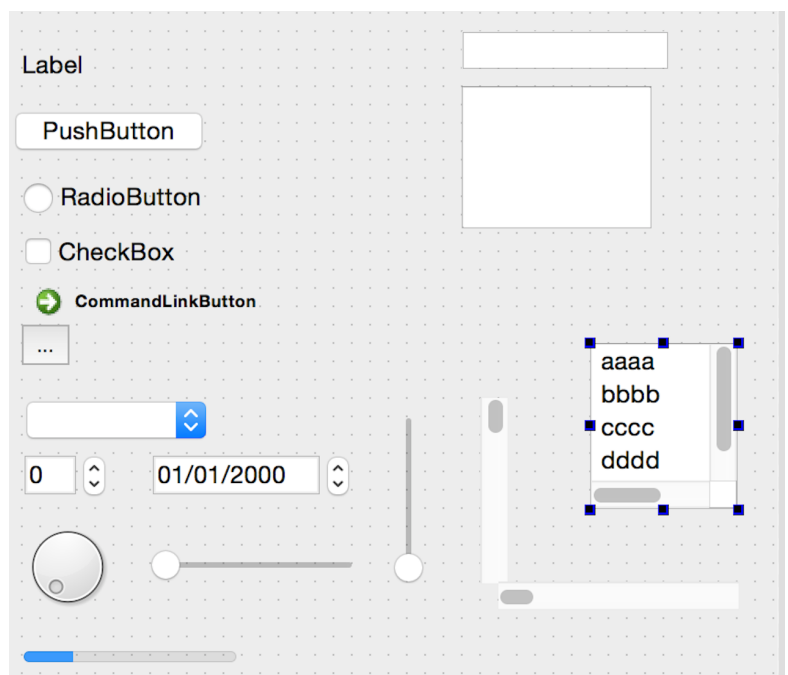 Label
PushButton
RadioButton
CheckBox
CommandLinkButton
...
aaaa
bbbb
cccc
dddd
0
01/01/2000